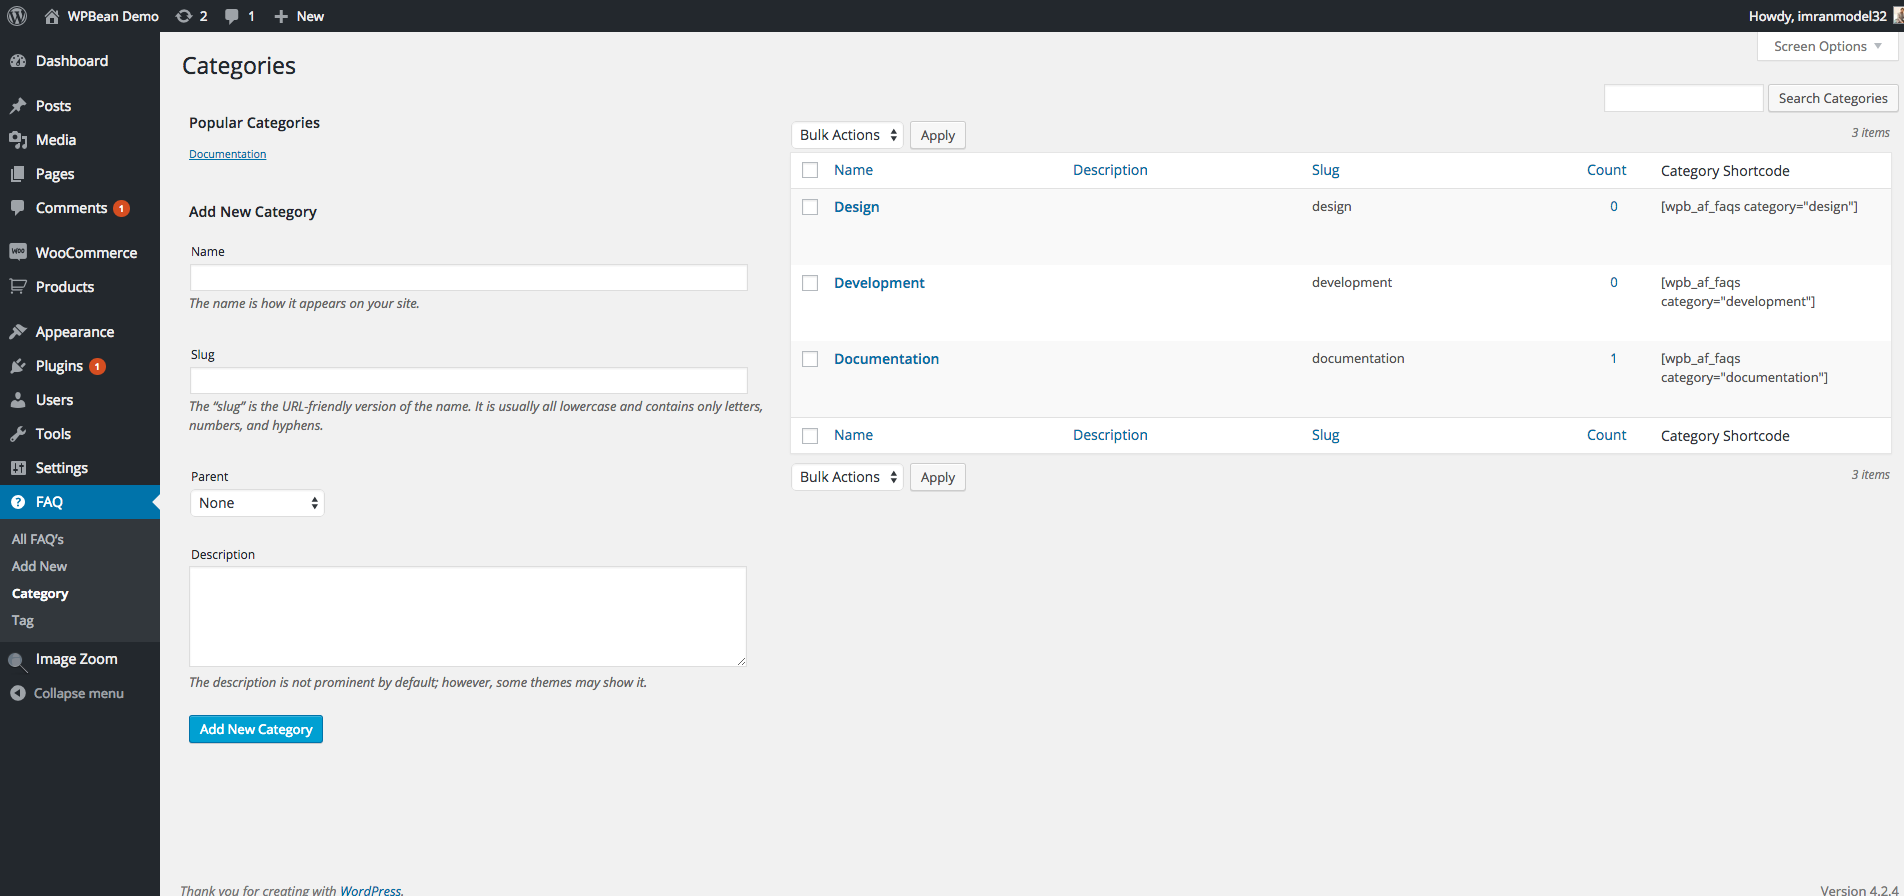 WPBean Demo 2 1 New Howdy, imranmodel32
Screen Options
Dashboard
Posts
Media
Pages
Comments 1
WooCommerce
Products
Appearance
Plugins 1
Users
Tools
Settings
FAQ
All FAQ's
Add New
Category
Tag
Image Zoom
Collapse menu
Categories
Search Categories
Popular Categories
Documentation
Add New Category
Name
The name is how it appears on your site.
Slug
The “slug” is the URL-friendly version of the name. It is usually all lowercase and contains only letters,
numbers, and hyphens.
Parent
None
Description
The description is not prominent by default; however, some themes may show it.
Add New Category
Bulk Actions Apply 3 items
Name Description Slug Count Category Shortcode
Design design 0 [wpb_af_faqs category="design"]
Development development 0 [wpb_af_faqs
category="development"]
Documentation documentation 1 [wpb_af_faqs
category="documentation"]
Name Description Slug Count Category Shortcode
Bulk Actions Apply 3 items
Thank you for creating with WordPress. Version 4.2.4